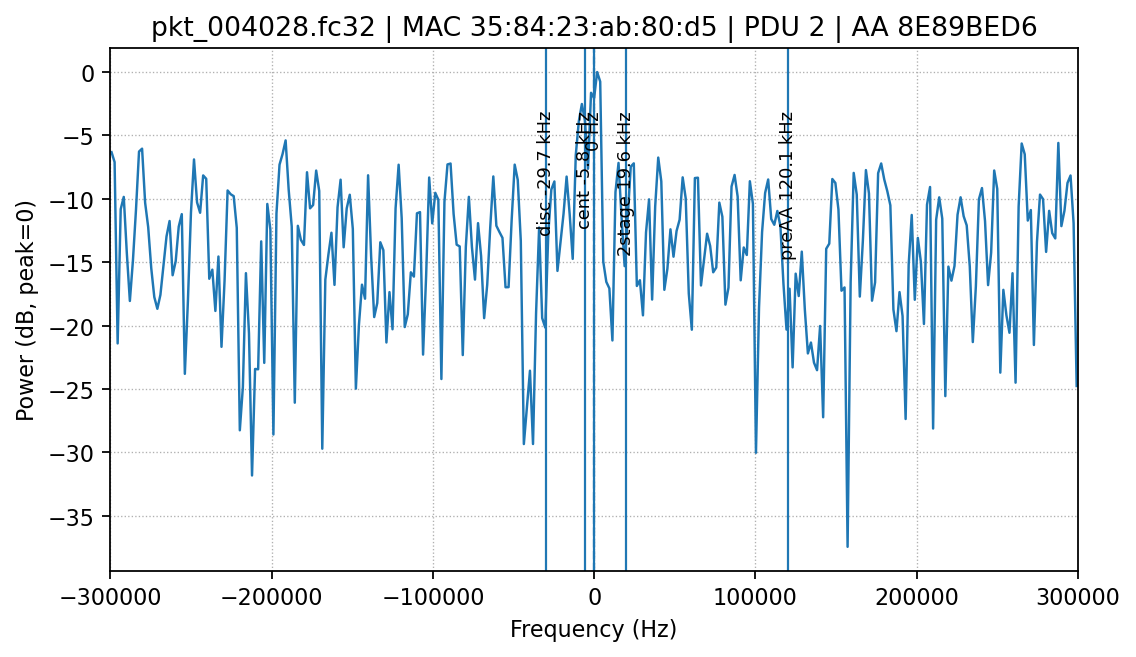 pkt_004028.fc32 | MAC 35:84:23:ab:80:d5 | PDU 2 | AA 8E89BED6
Power (dB, peak=0)
0
−5
−10
−15
−20
−25
−30
−35
disc -29.7 kHz
cent -5.8 kHz
0 Hz
2stage 19.6 kHz
preAA 120.1 kHz
−300000
−200000
−100000
0
100000
200000
300000
Frequency (Hz)